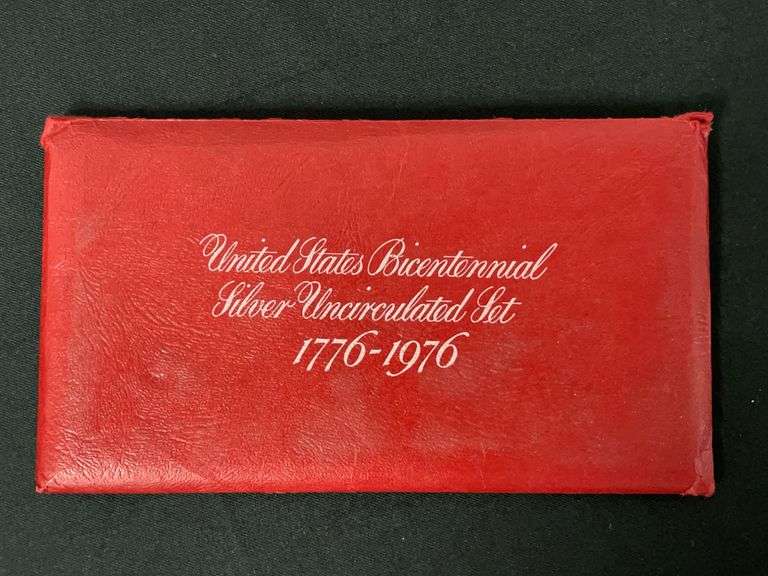 United States Bicentennial
Silver Uncirculated Set
1776-1976